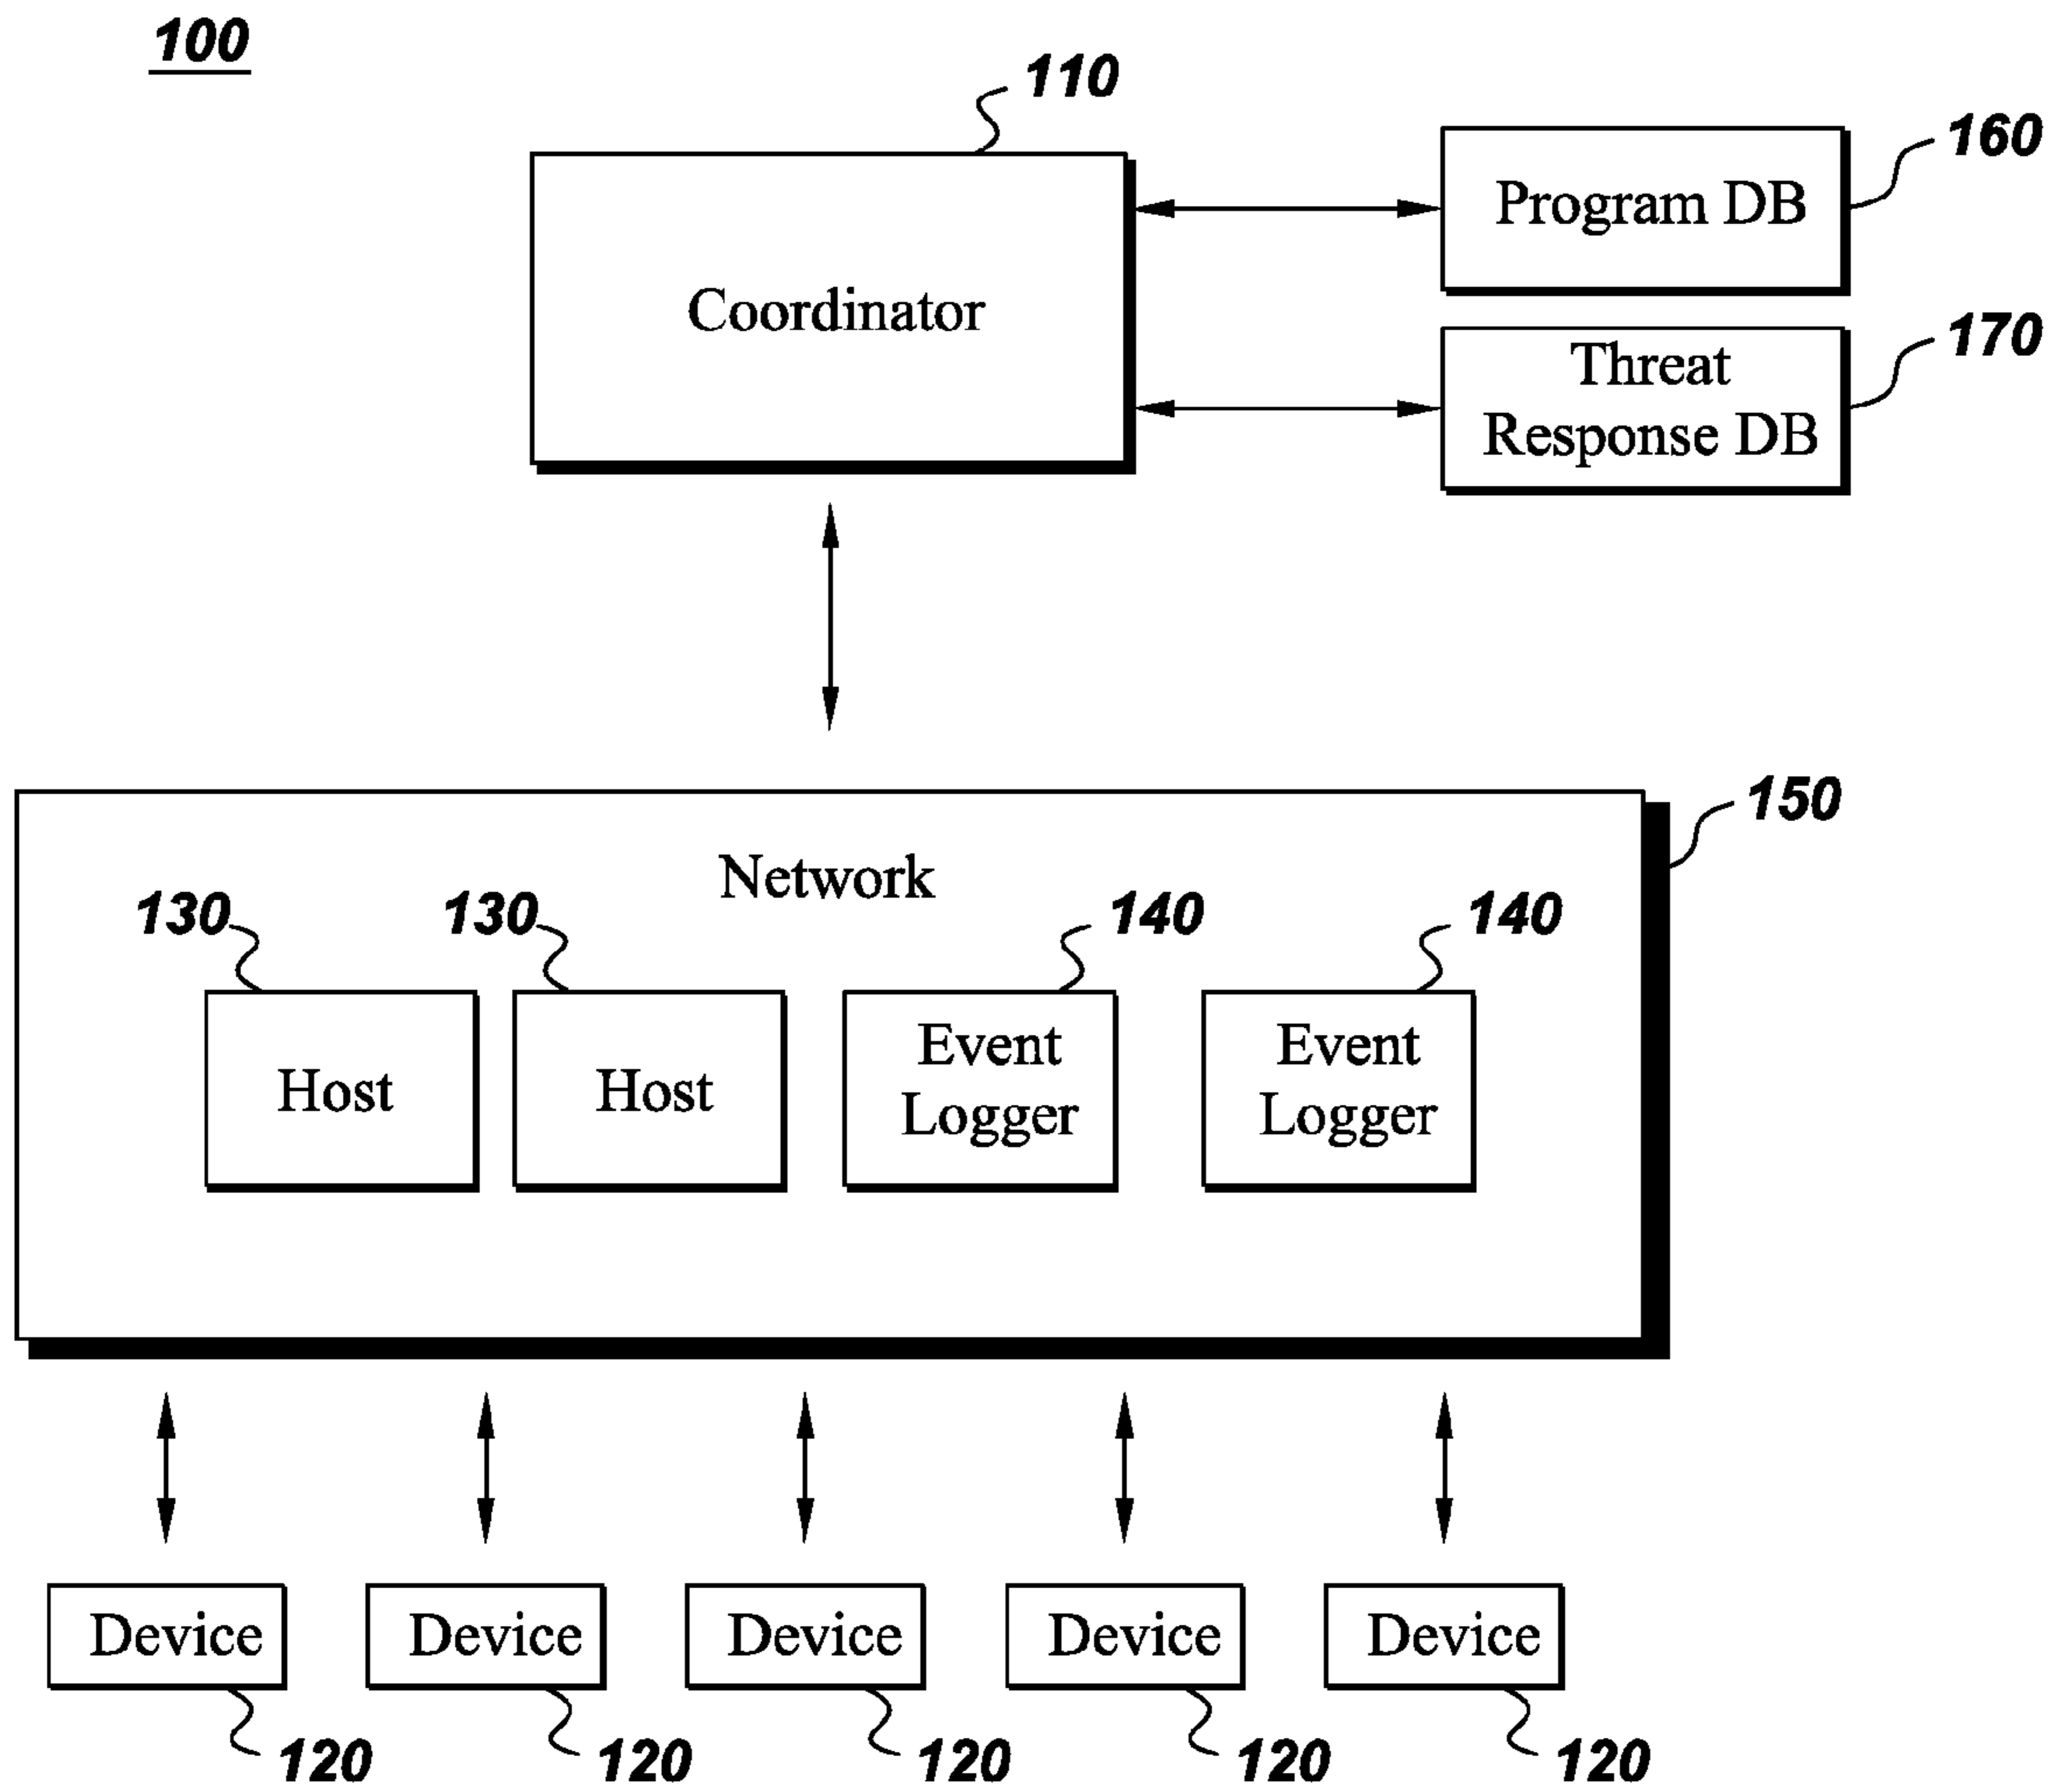 100
110
160
Program DB
Coordinator
170
Threat
Response DB
150
Network
130
130
140
140
Host
Host
Event
Logger
Event
Logger
Device
Device
Device
Device
Device
120
120
120
120
120